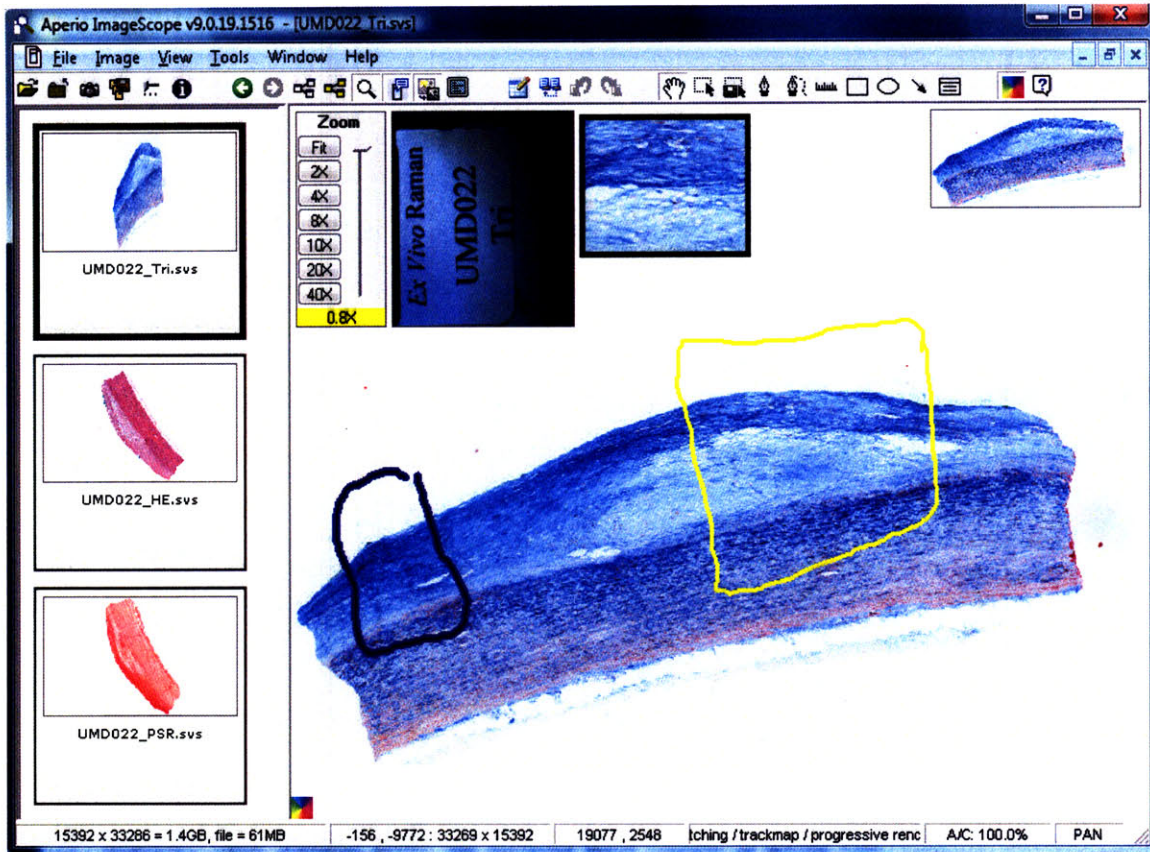 Aperio ImageScope v9.0.19.1516 - [UMD022_Tri.svs]
File Image View Tools Window Help
UMD022_Tri.svs
UMD022_HE.svs
UMD022_PSR.svs
Zoom
Fit
2X
4X
8X
10X
20X
40X
0.8X
Ex Vivo Raman
UMD022
Tri
15392 x 33286 = 1.4GB, file = 61MB
-156 , -9772 : 33269 x 15392
19077 , 2548
tching / trackmap / progressive renc
A/C: 100.0%
PAN